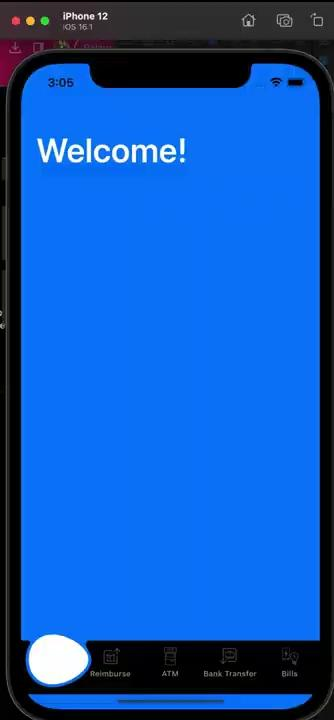 iPhone 12
iOS 16.1
3:05
Welcome!
Reimburse
ATM
Bank Transfer
Bills